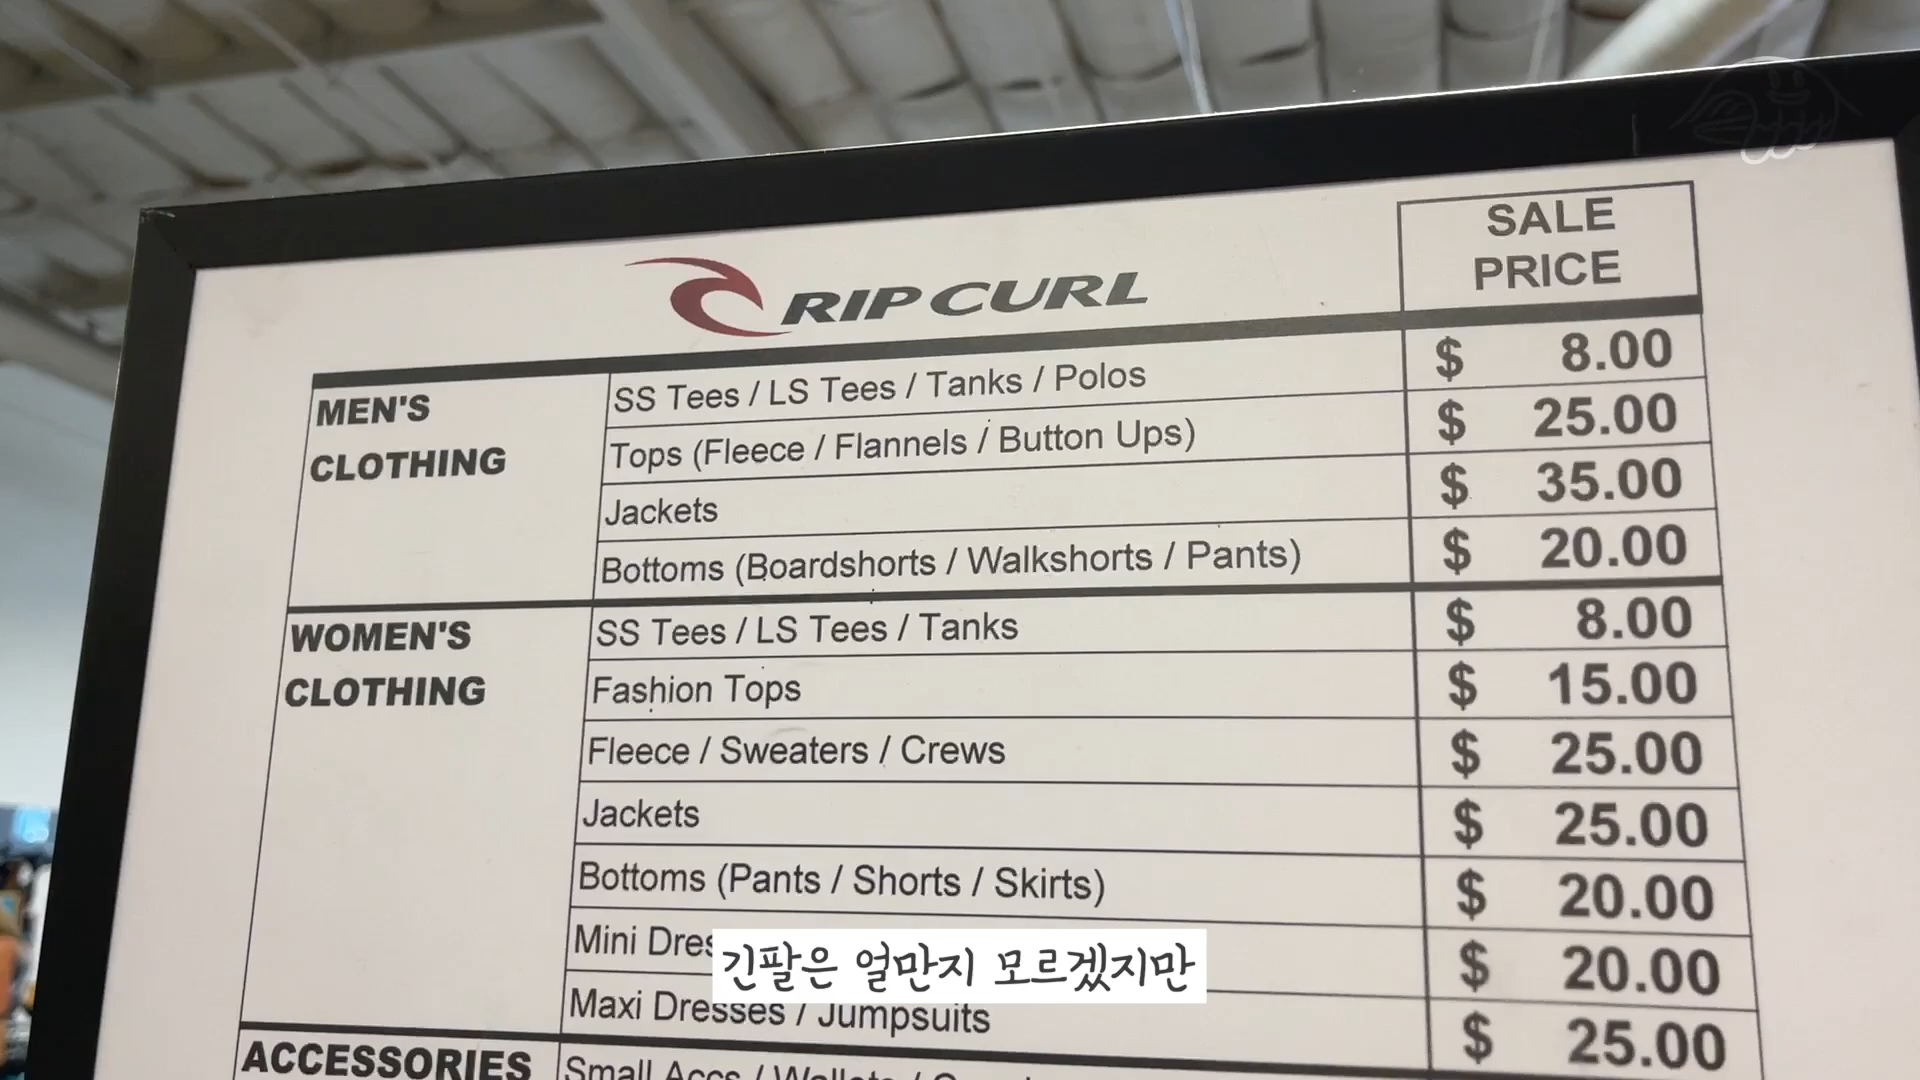 RIP CURL
SALE
PRICE
MEN'S
CLOTHING
SS Tees / LS Tees / Tanks / Polos $ 8.00
Tops (Fleece / Flannels / Button Ups) $ 25.00
Jackets $ 35.00
Bottoms (Boardshorts / Walkshorts / Pants) $ 20.00
WOMEN'S
CLOTHING
SS Tees / LS Tees / Tanks $ 8.00
Fashion Tops $ 15.00
Fleece / Sweaters / Crews $ 25.00
Jackets $ 25.00
Bottoms (Pants / Shorts / Skirts) $ 20.00
Mini $ 20.00
긴팔은 얼만지 모르겠지만
Maxi Dresses / Jumpsuits $ 25.00
ACCESSORIES Small Accs / Wallets /